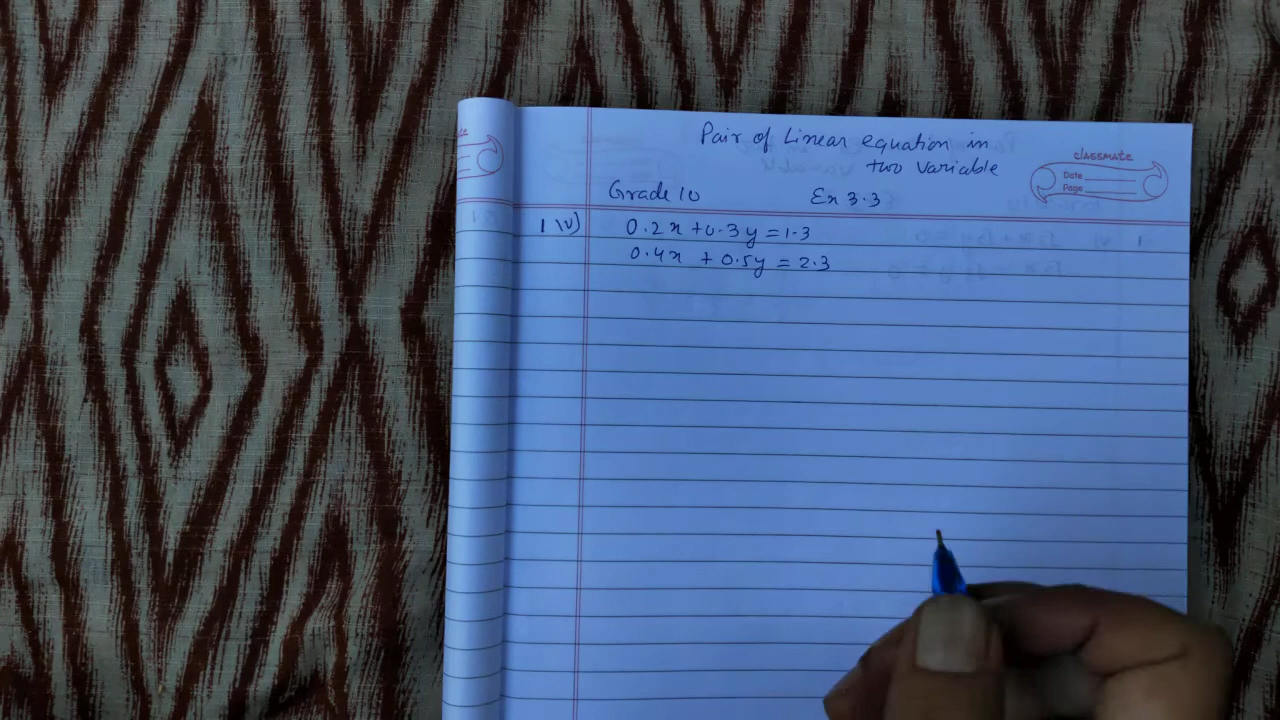 Pair of Linear equation in
two variable
classmate
Date
Page
Grade 10 Ex 3.3
1 iv) 0.2x + 0.3y = 1.3
0.4x + 0.5y = 2.3